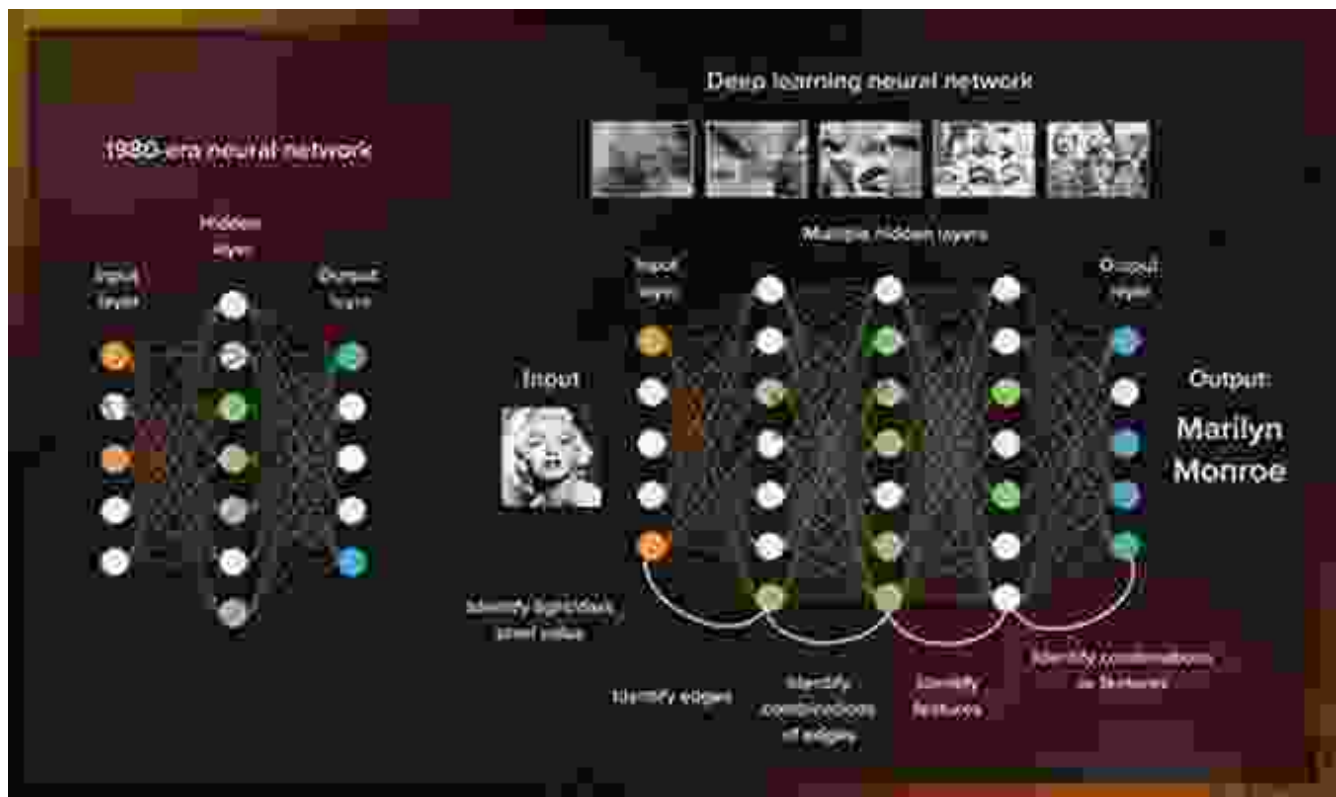 Deep learning neural network
1980-era neural network
Hidden
layer
Input
layer
Output
layer
Multiple hidden layers
Input
layer
Output
layer
Input
Output:
Marilyn
Monroe
Identify light/dark
pixel value
Identify edges
Identify
combinations
of edges
Identify
features
Identify combinations
features